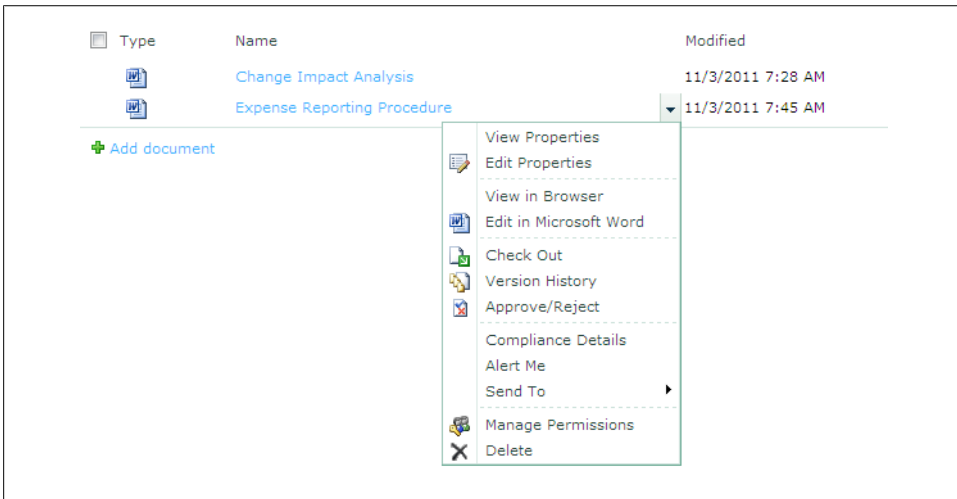 Type Name Modified
Change Impact Analysis 11/3/2011 7:28 AM
Expense Reporting Procedure 11/3/2011 7:45 AM
Add document
View Properties
Edit Properties
View in Browser
Edit in Microsoft Word
Check Out
Version History
Approve/Reject
Compliance Details
Alert Me
Send To
Manage Permissions
Delete